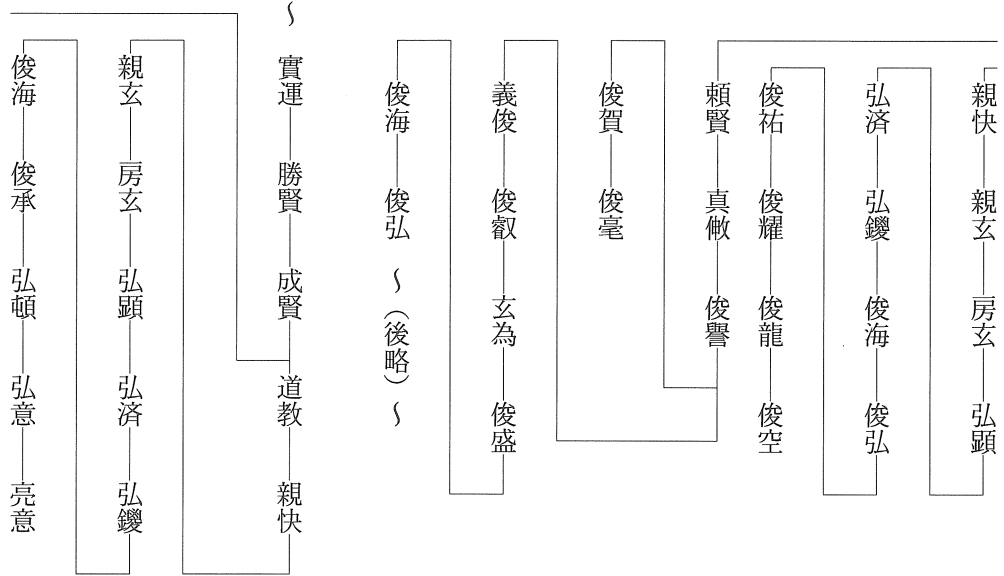 親快 親玄 房玄 弘顕
弘済 弘鑁 俊海 俊弘
俊祐 俊耀 俊龍 俊空
頼賢 真慠 俊譽
俊賀 俊毫
義俊 俊叡 玄為 俊盛
俊海 俊弘 〜(後略)〜
〜 實運 勝賢 成賢 道教 親快
親玄 房玄 弘顕 弘済 弘鑁
俊海 俊承 弘頓 弘意 亮意